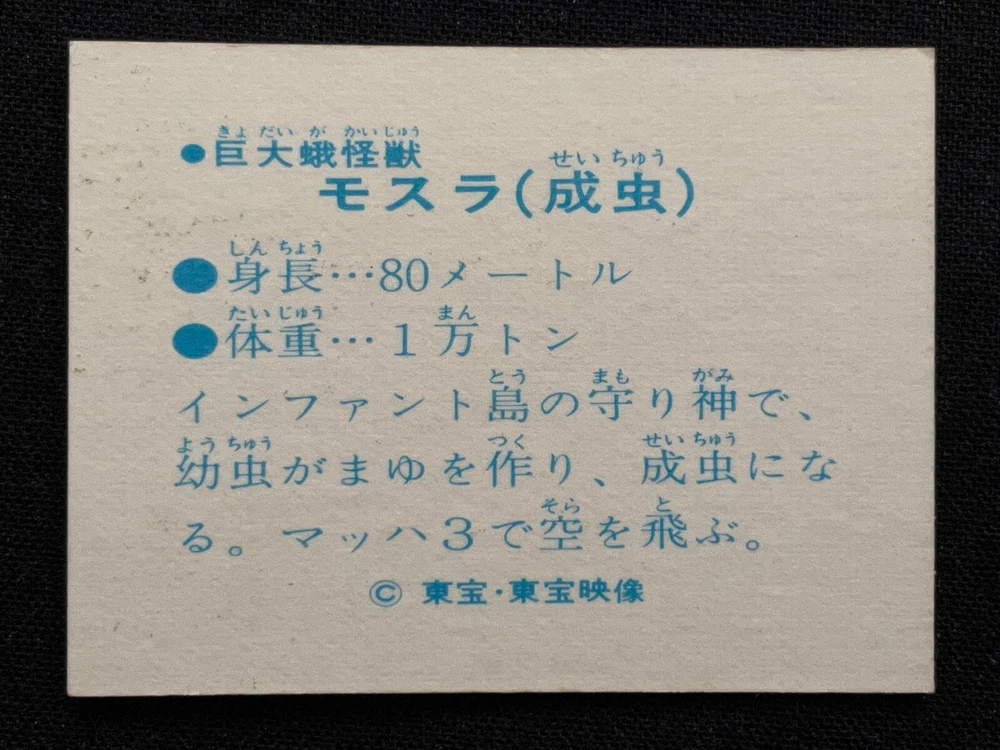 ●巨大蛾怪獣
きょ だい が かいじゅう
モスラ(成虫)
せい ちゅう
●身長…80メートル
しん ちょう
●体重…1万トン
たい じゅう まん
インファント島の守り神で、
とう まも がみ
幼虫がまゆを作り、成虫にな
よう ちゅう つく せい ちゅう
る。マッハ3で空を飛ぶ。
そら と
© 東宝・東宝映像